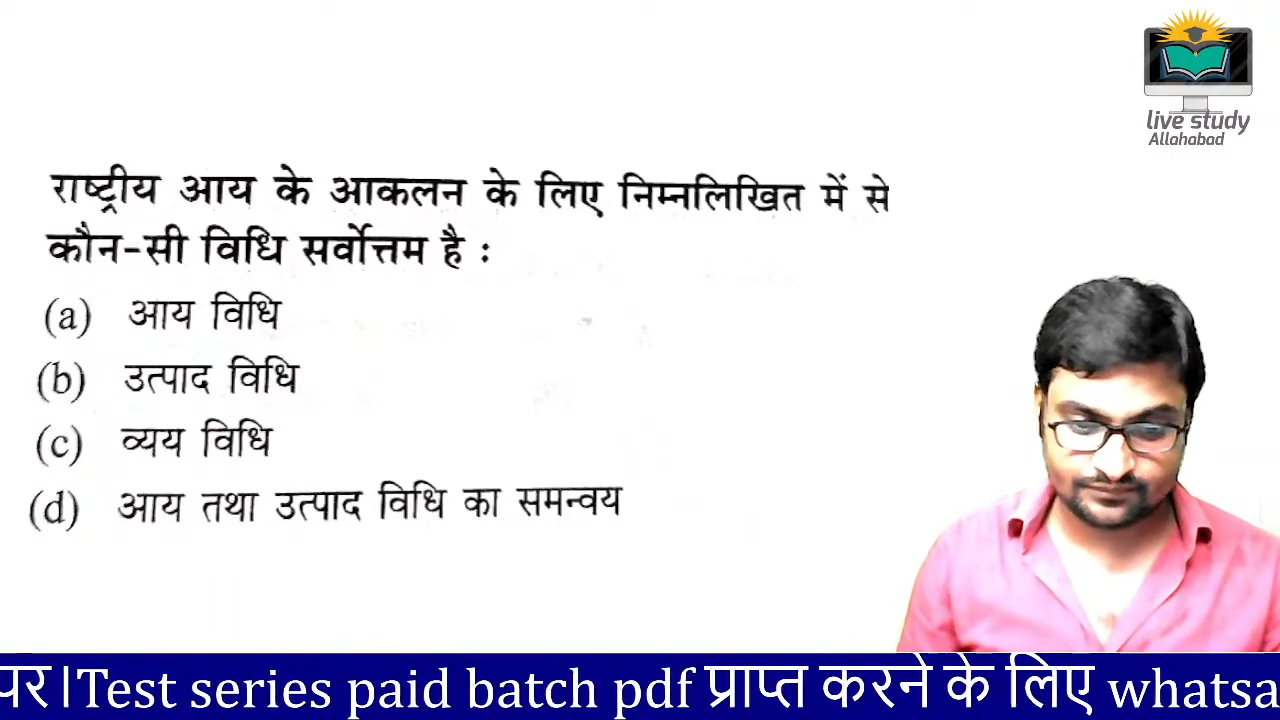 live study
Allahabad
राष्ट्रीय आय के आकलन के लिए निम्नलिखित में से
कौन-सी विधि सर्वोत्तम है :
(a) आय विधि
(b) उत्पाद विधि
(c) व्यय विधि
(d) आय तथा उत्पाद विधि का समन्वय
पर।Test series paid batch pdf प्राप्त करने के लिए whatsa